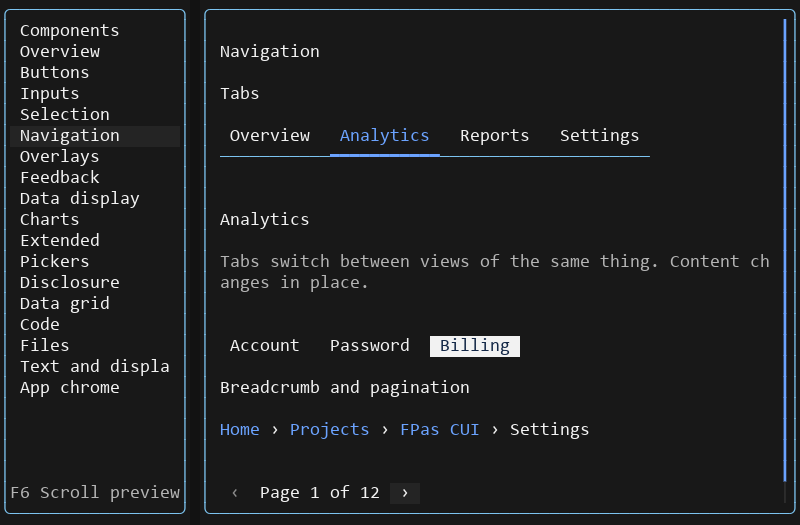 Components
Overview
Buttons
Inputs
Selection
Navigation
Overlays
Feedback
Data display
Charts
Extended
Pickers
Disclosure
Data grid
Code
Files
Text and displa
App chrome
F6 Scroll preview
Navigation
Tabs
Overview Analytics Reports Settings
Analytics
Tabs switch between views of the same thing. Content ch
anges in place.
Account Password Billing
Breadcrumb and pagination
Home › Projects › FPas CUI › Settings
‹ Page 1 of 12 ›